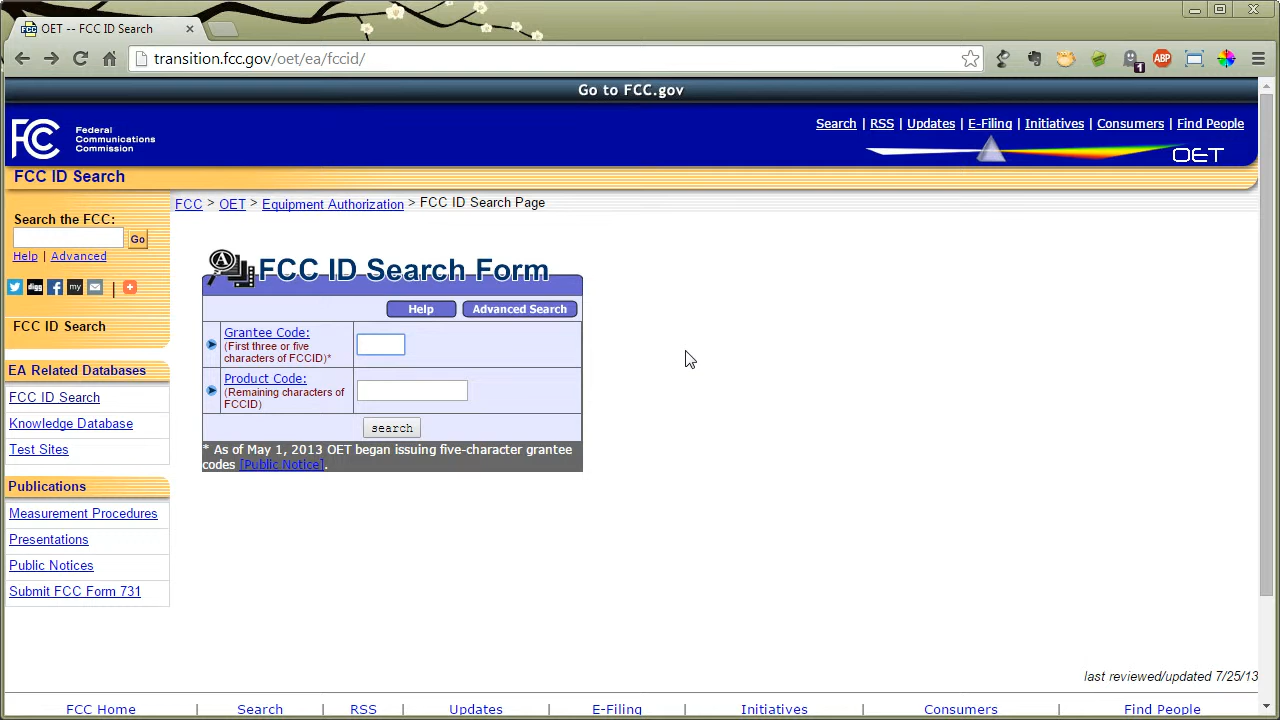 OET -- FCC ID Search
transition.fcc.gov/oet/ea/fccid/
1
ABP
Go to FCC.gov
FCC Federal Communications Commission
Search | RSS | Updates | E-Filing | Initiatives | Consumers | Find People
OET
FCC ID Search
FCC > OET > Equipment Authorization > FCC ID Search Page
Search the FCC:
Go
Help | Advanced
digg
my
FCC ID Search
EA Related Databases
FCC ID Search
Knowledge Database
Test Sites
Publications
Measurement Procedures
Presentations
Public Notices
Submit FCC Form 731
A
FCC ID Search Form
Help
Advanced Search
Grantee Code:
(First three or five
characters of FCCID)*
Product Code:
(Remaining characters of
FCCID)
search
* As of May 1, 2013 OET began issuing five-character grantee
codes [Public Notice].
last reviewed/updated 7/25/13
FCC Home | Search | RSS | Updates | E-Filing | Initiatives | Consumers | Find People